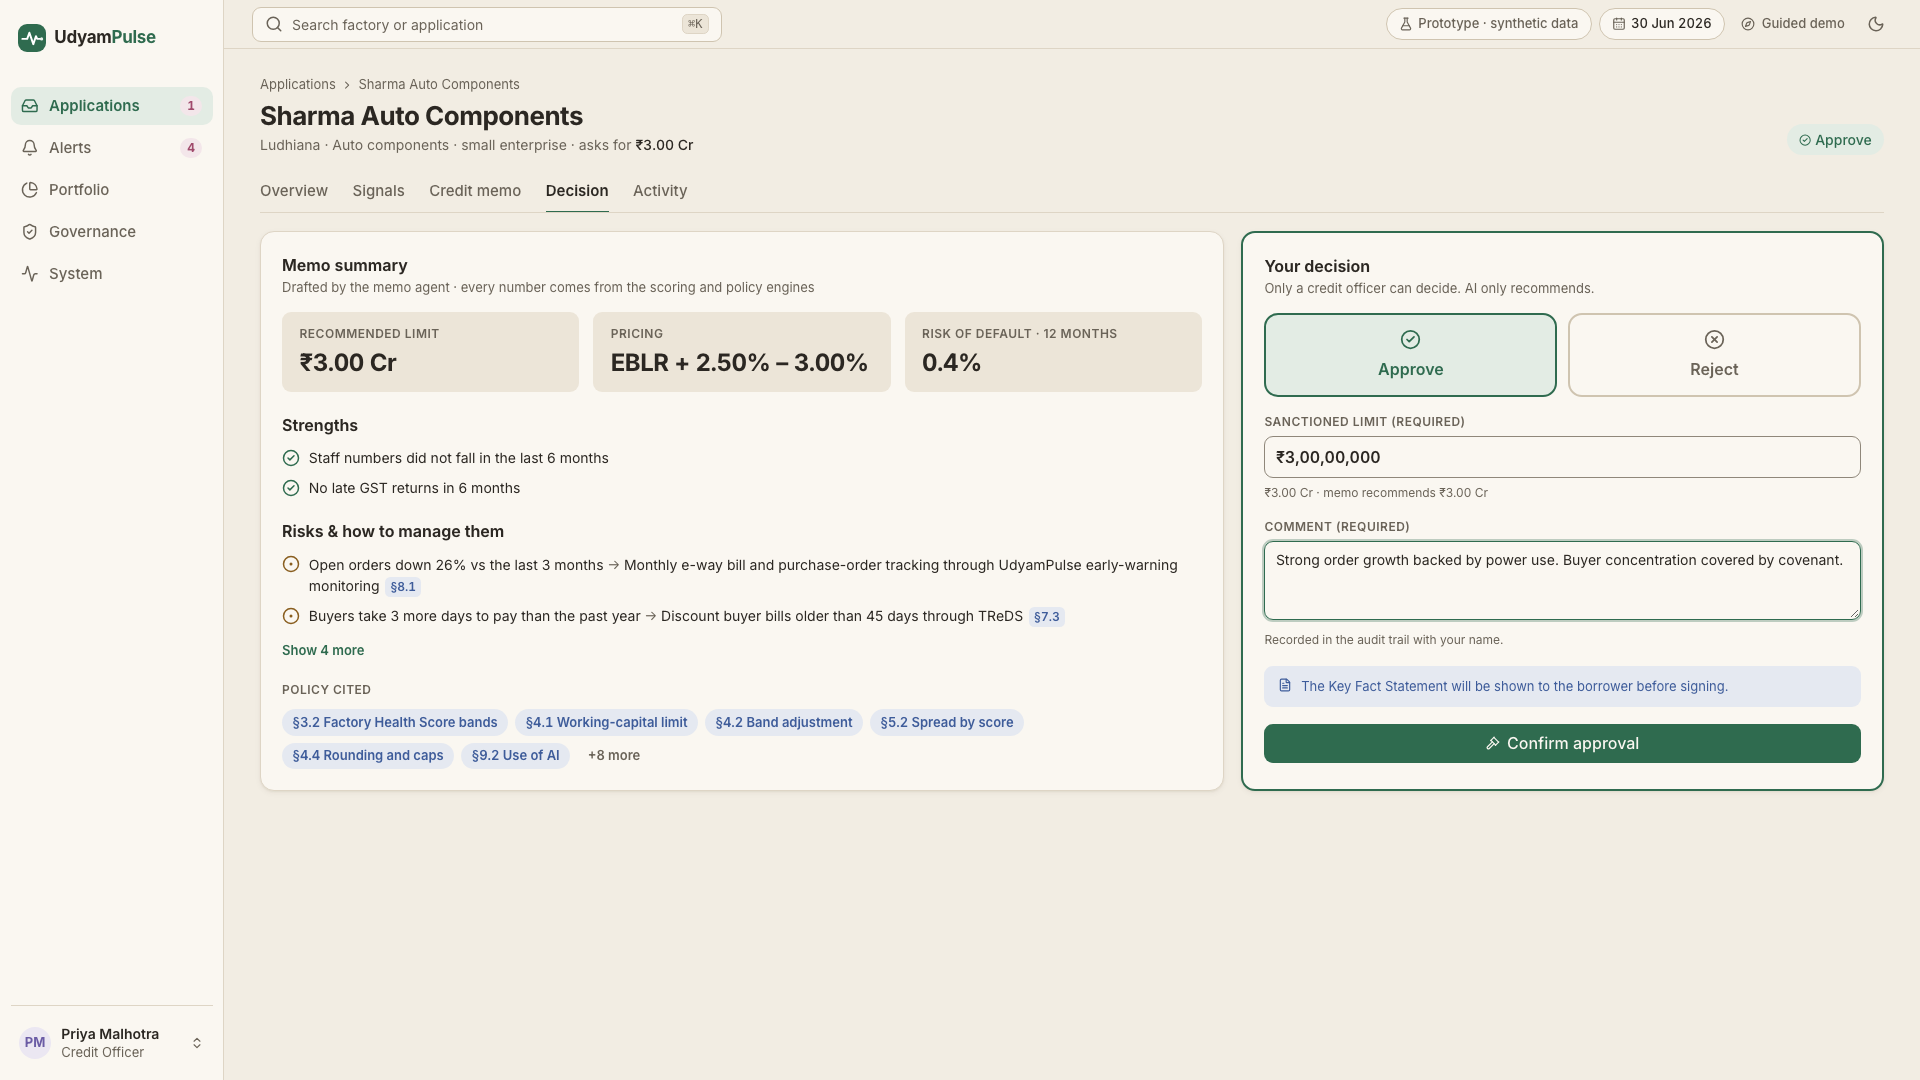 UdyamPulse
Search factory or application
⌘K
Prototype · synthetic data
30 Jun 2026
Guided demo
Applications
1
Alerts
4
Portfolio
Governance
System
Applications › Sharma Auto Components
Sharma Auto Components
Ludhiana · Auto components · small enterprise · asks for ₹3.00 Cr
Approve
Overview
Signals
Credit memo
Decision
Activity
Memo summary
Drafted by the memo agent · every number comes from the scoring and policy engines
RECOMMENDED LIMIT
₹3.00 Cr
PRICING
EBLR + 2.50% – 3.00%
RISK OF DEFAULT · 12 MONTHS
0.4%
Strengths
Staff numbers did not fall in the last 6 months
No late GST returns in 6 months
Risks & how to manage them
Open orders down 26% vs the last 3 months → Monthly e-way bill and purchase-order tracking through UdyamPulse early-warning
monitoring §8.1
Buyers take 3 more days to pay than the past year → Discount buyer bills older than 45 days through TReDS §7.3
Show 4 more
POLICY CITED
§3.2 Factory Health Score bands
§4.1 Working-capital limit
§4.2 Band adjustment
§5.2 Spread by score
§4.4 Rounding and caps
§9.2 Use of AI
+8 more
Your decision
Only a credit officer can decide. AI only recommends.
Approve
Reject
SANCTIONED LIMIT (REQUIRED)
₹3,00,00,000
₹3.00 Cr · memo recommends ₹3.00 Cr
COMMENT (REQUIRED)
Strong order growth backed by power use. Buyer concentration covered by covenant.
Recorded in the audit trail with your name.
The Key Fact Statement will be shown to the borrower before signing.
Confirm approval
PM
Priya Malhotra
Credit Officer